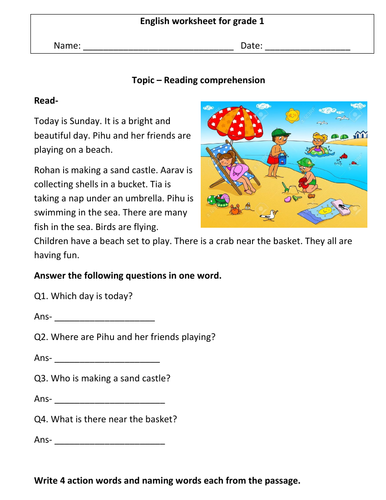 English worksheet for grade 1
Name: ________________________________ Date: __________________
Topic – Reading comprehension
Read-
Today is Sunday. It is a bright and
beautiful day. Pihu and her friends are
playing on a beach.
Rohan is making a sand castle. Aarav is
collecting shells in a bucket. Tia is
taking a nap under an umbrella. Pihu is
swimming in the sea. There are many
fish in the sea. Birds are flying.
Children have a beach set to play. There is a crab near the basket. They all are
having fun.
Answer the following questions in one word.
Q1. Which day is today?
Ans- ______________________
Q2. Where are Pihu and her friends playing?
Ans- _______________________
Q3. Who is making a sand castle?
Ans- ________________________
Q4. What is there near the basket?
Ans- ________________________
Write 4 action words and naming words each from the passage.